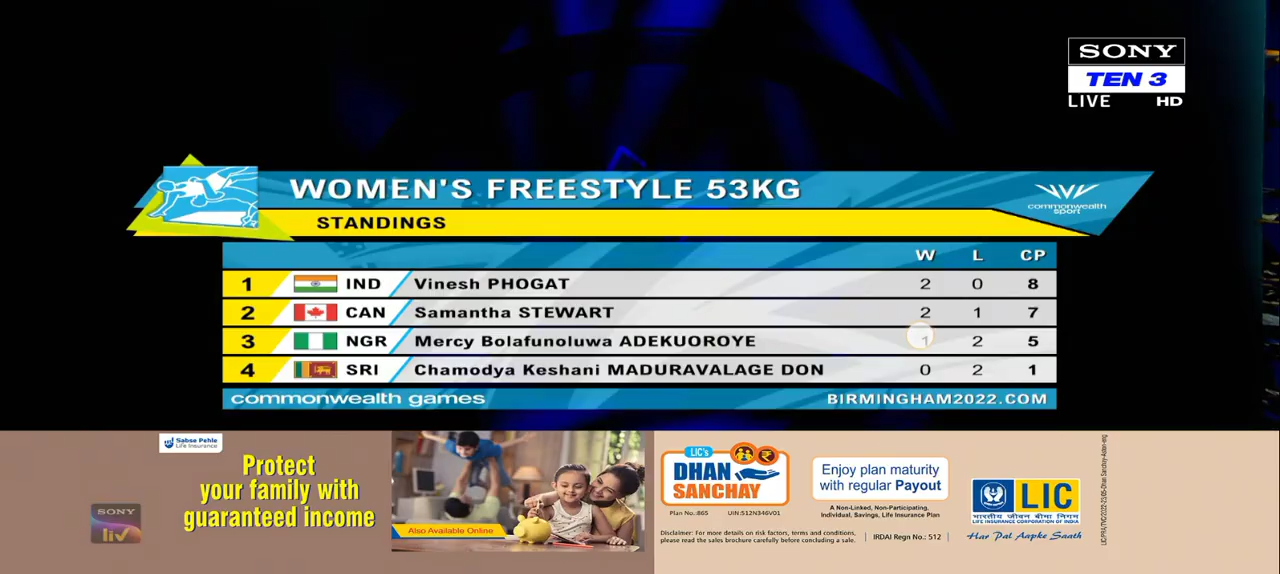 SONY
TEN 3
LIVE HD
WOMEN'S FREESTYLE 53KG
commonwealth
sport
STANDINGS
W L CP
1 IND Vinesh PHOGAT 2 0 8
2 CAN Samantha STEWART 2 1 7
3 NGR Mercy Bolafunoluwa ADEKUOROYE 1 2 5
4 SRI Chamodya Keshani MADURAVALAGE DON 0 2 1
commonwealth games BIRMINGHAM2022.COM
Sabse Pehle
Life Insurance
Protect
your family with
guaranteed income
SONY
liv
Also Available Online
LIC's
DHAN
SANCHAY
Plan No.:865 UIN:512N346V01
Enjoy plan maturity
with regular Payout
A Non-Linked, Non-Participating,
Individual, Savings, Life Insurance Plan
Disclaimer: For more details on risk factors, terms and conditions,
please read the sales brochure carefully before concluding a sale.
IRDAI Regn No.: 512
LIC
भारतीय जीवन बीमा निगम
LIFE INSURANCE CORPORATION OF INDIA
Har Pal Aapke Saath